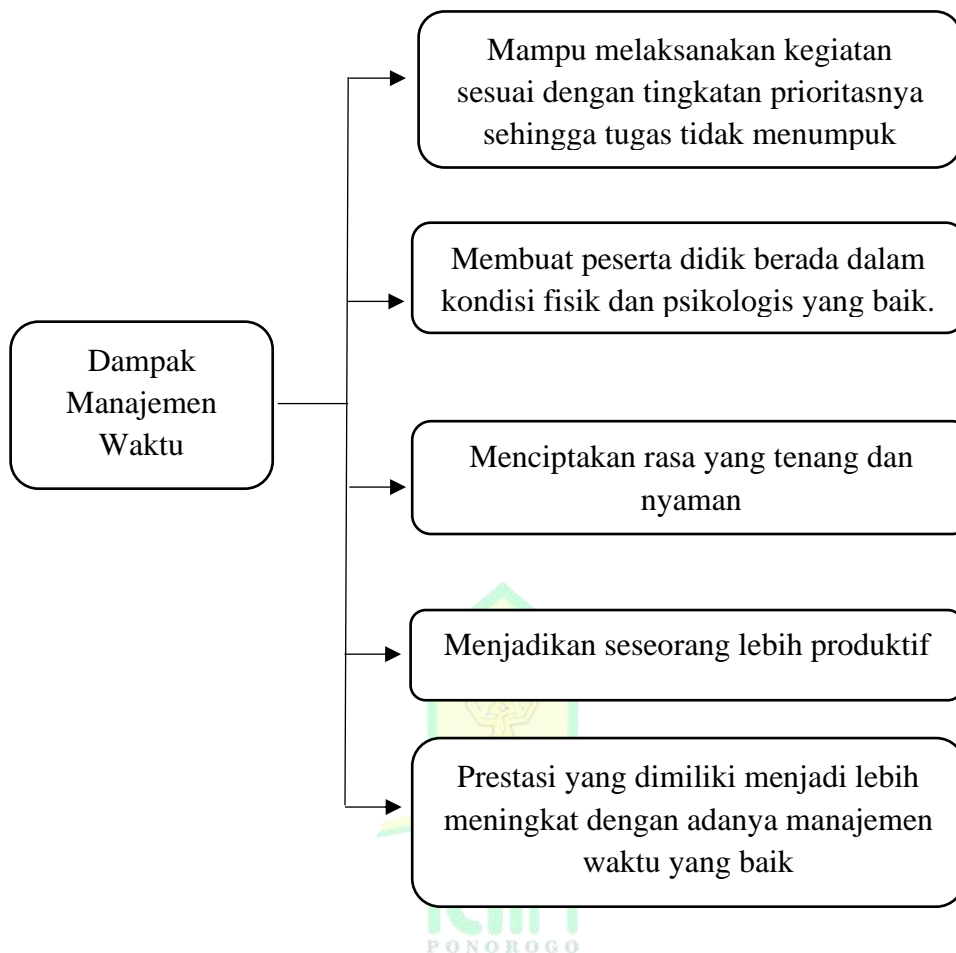 Mampu melaksanakan kegiatan
sesuai dengan tingkatan prioritasnya
sehingga tugas tidak menumpuk
Membuat peserta didik berada dalam
kondisi fisik dan psikologis yang baik.
Dampak
Manajemen
Waktu
Menciptakan rasa yang tenang dan
nyaman
Menjadikan seseorang lebih produktif
Prestasi yang dimiliki menjadi lebih
meningkat dengan adanya manajemen
waktu yang baik
PONOROGO